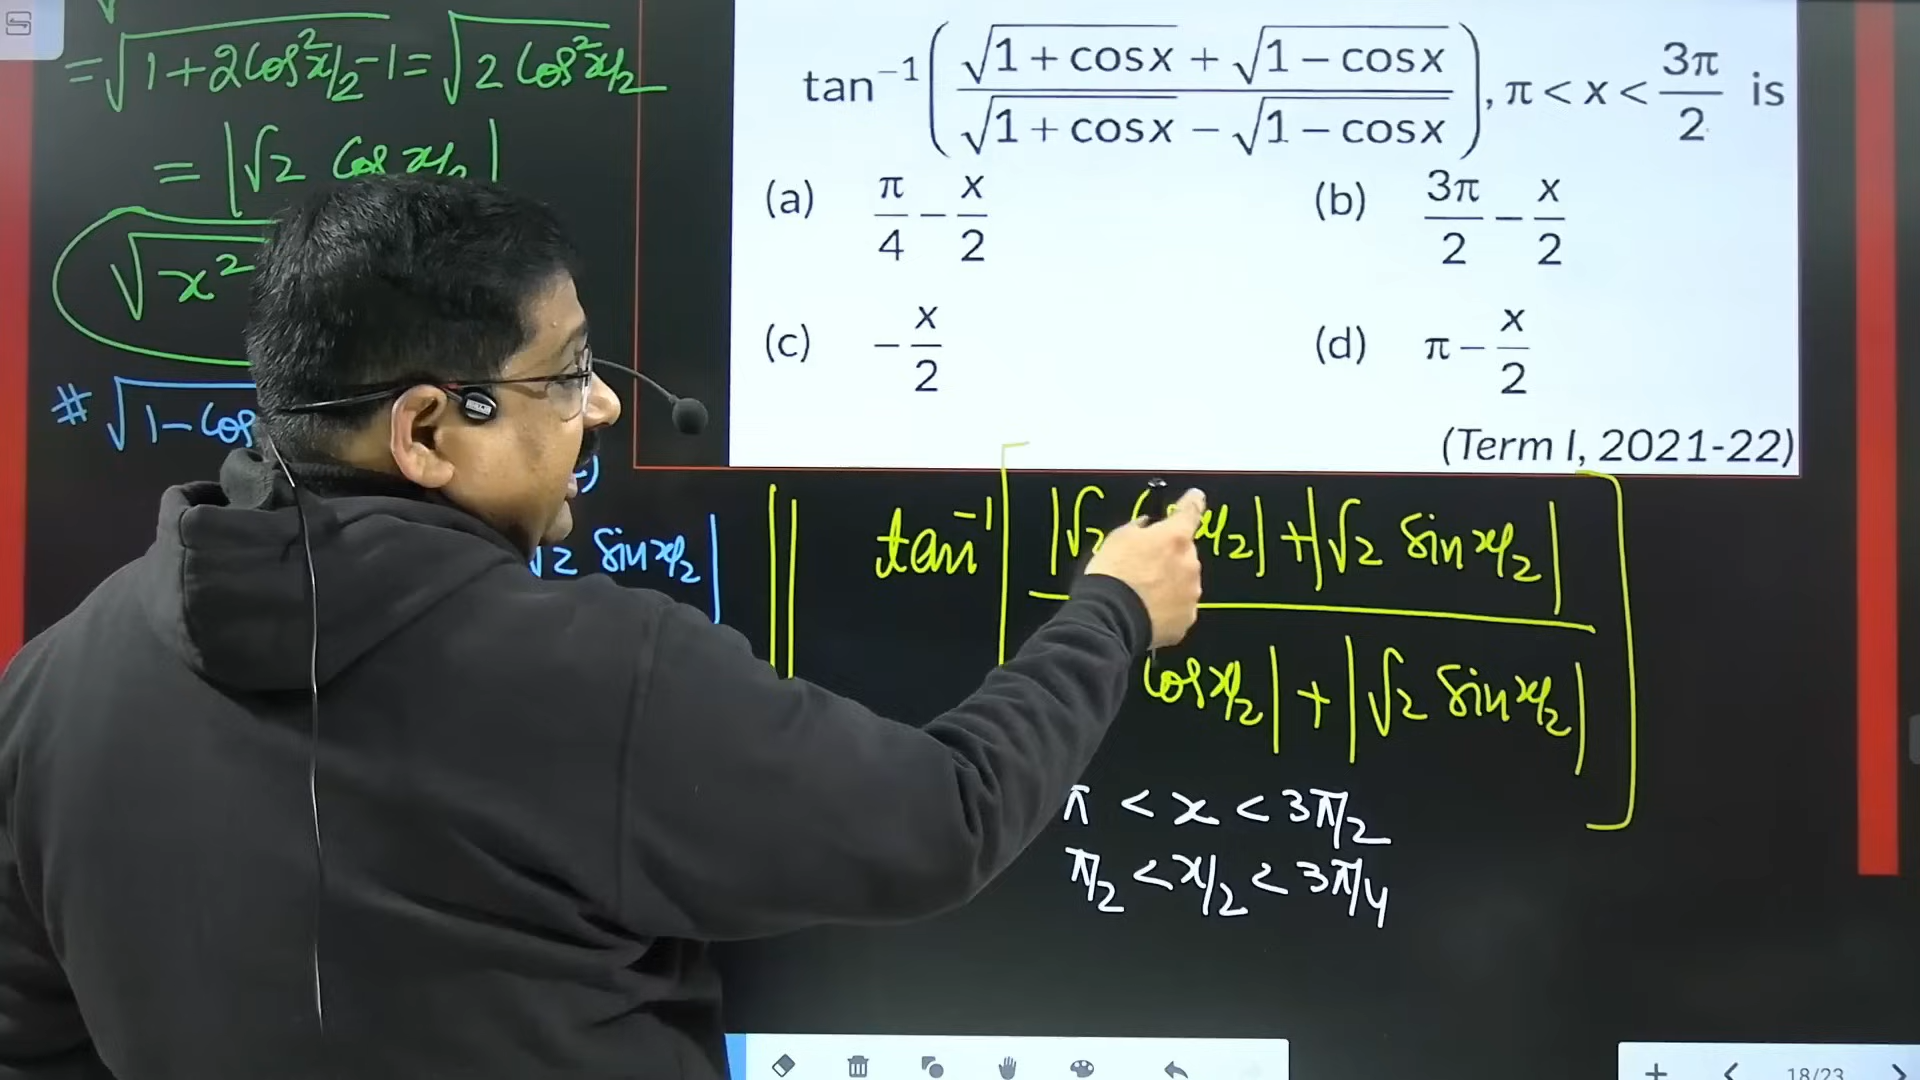 = √1+2Cos²x/2-1 = √2 Cos²x/2
= |√2 Cos x/2|
√x²
# √1-Cos
√2 Sin x/2|
tan⁻¹(√1+cosx + √1−cosx / √1+cosx − √1−cosx), π < x < 3π/2 is
(a) π/4 − x/2 (b) 3π/2 − x/2
(c) − x/2 (d) π − x/2
(Term I, 2021-22)
tan⁻¹[|√2 x/2| + |√2 Sin x/2|
Cos x/2| + |√2 Sin x/2|]
π < x < 3π/2
π/2 < x/2 < 3π/4
18/23